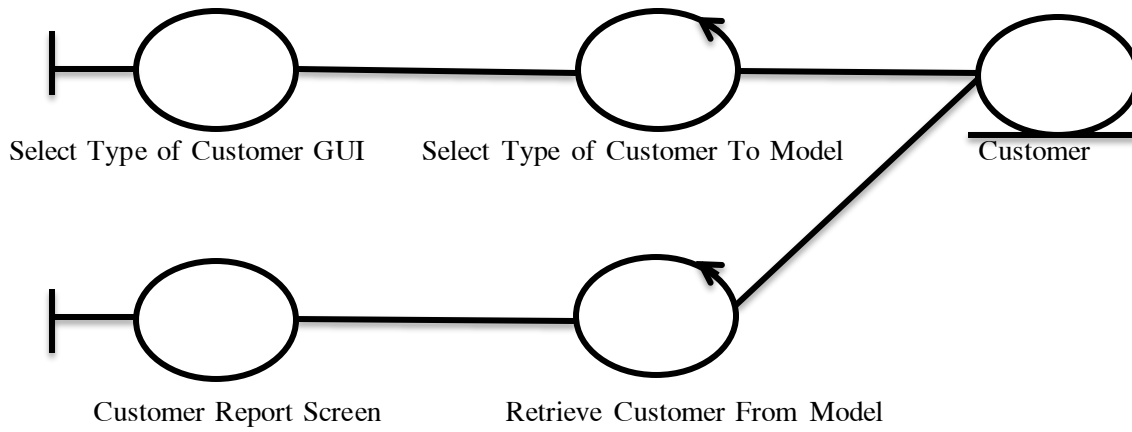 Select Type of Customer GUI
Select Type of Customer To Model
Customer
Customer Report Screen
Retrieve Customer From Model